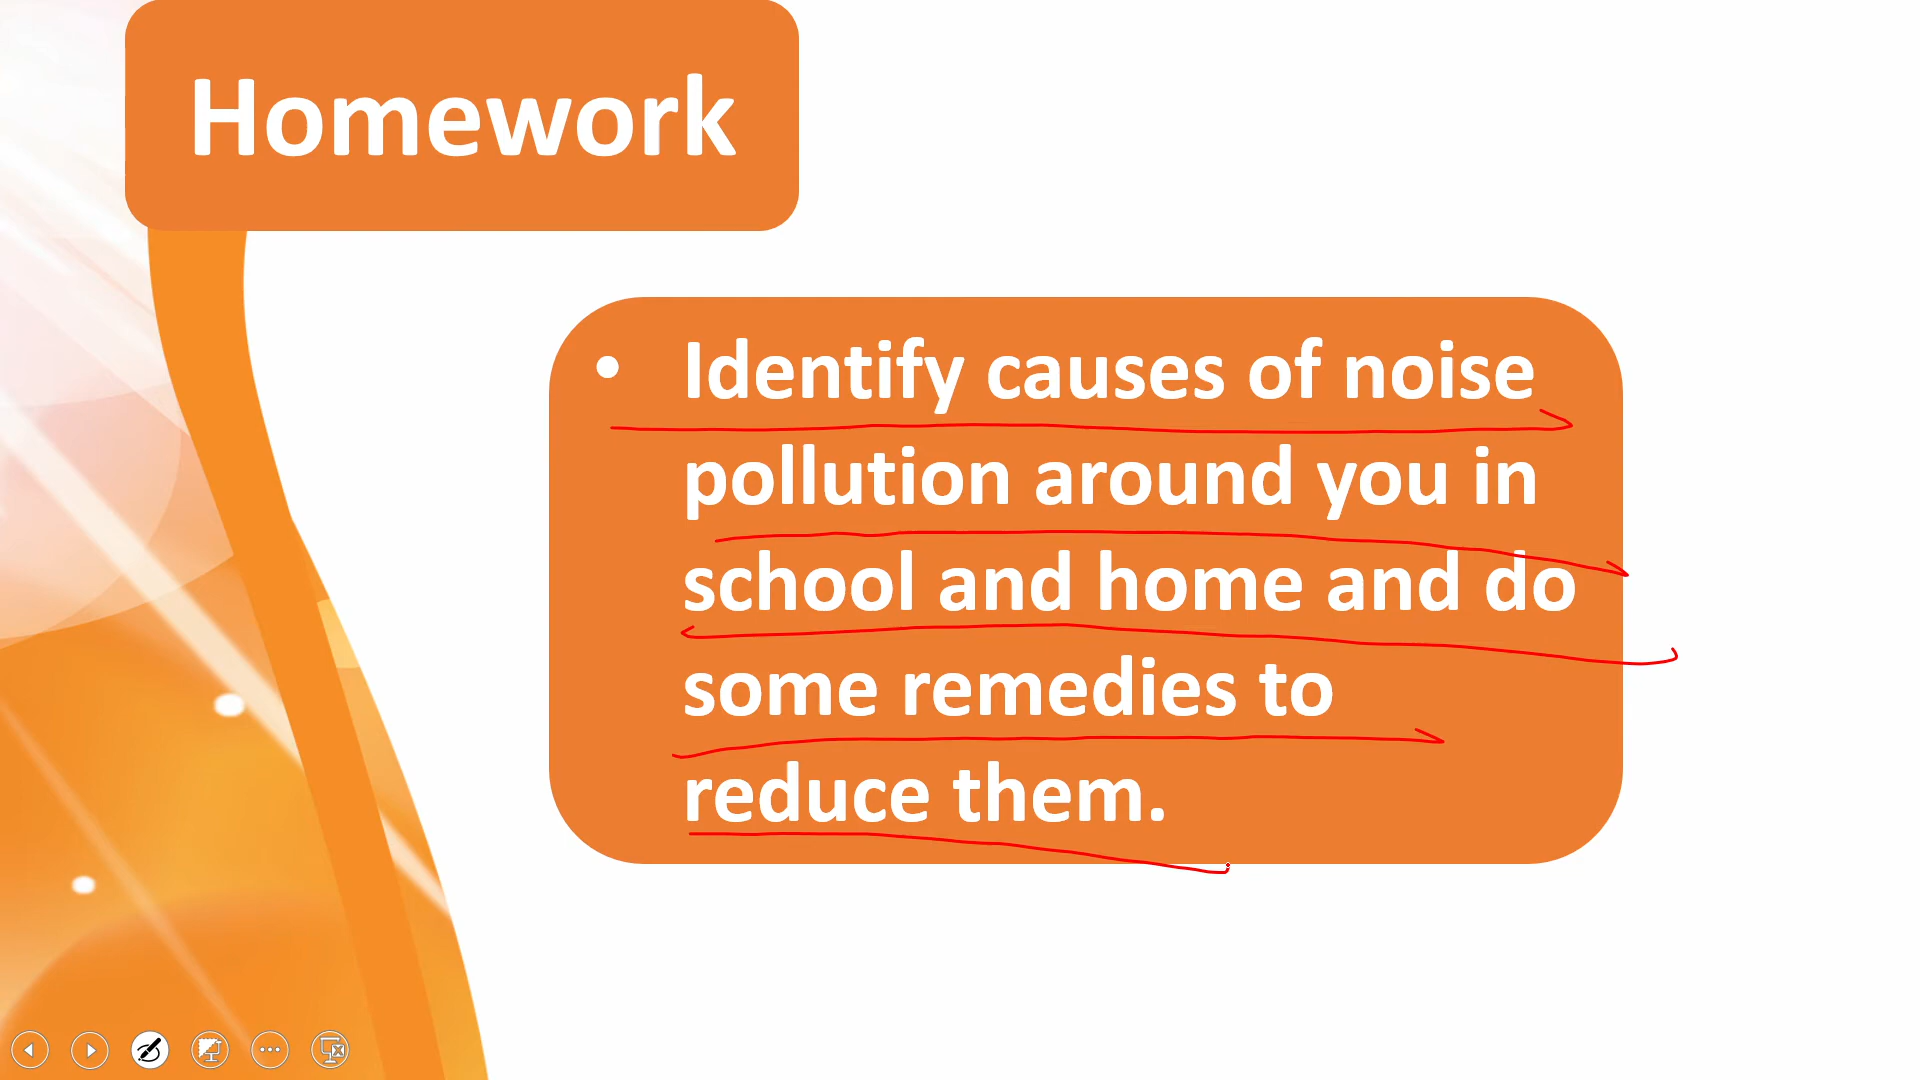 Homework
• Identify causes of noise
pollution around you in
school and home and do
some remedies to
reduce them.